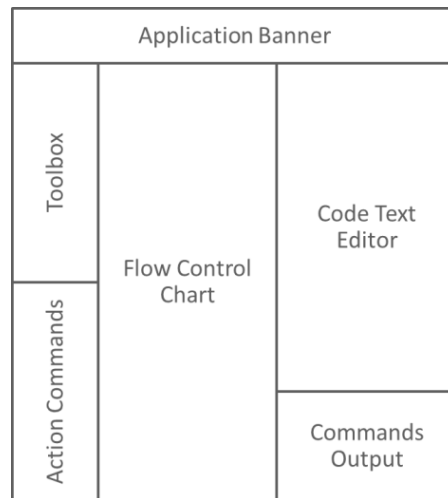 Application Banner
Toolbox
Action Commands
Flow Control
Chart
Code Text
Editor
Commands
Output